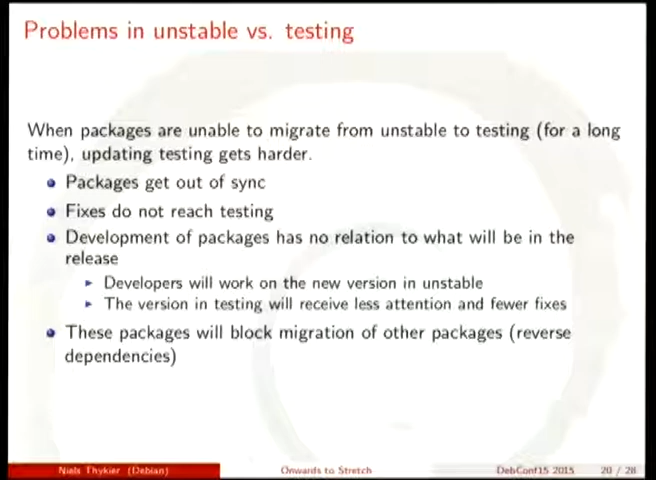 Problems in unstable vs. testing
When packages are unable to migrate from unstable to testing (for a long
time), updating testing gets harder.
Packages get out of sync
Fixes do not reach testing
Development of packages has no relation to what will be in the
release
Developers will work on the new version in unstable
The version in testing will receive less attention and fewer fixes
These packages will block migration of other packages (reverse
dependencies)
Niels Thykier (Debian) Onwards to Stretch DebConf15 2015 20 / 28